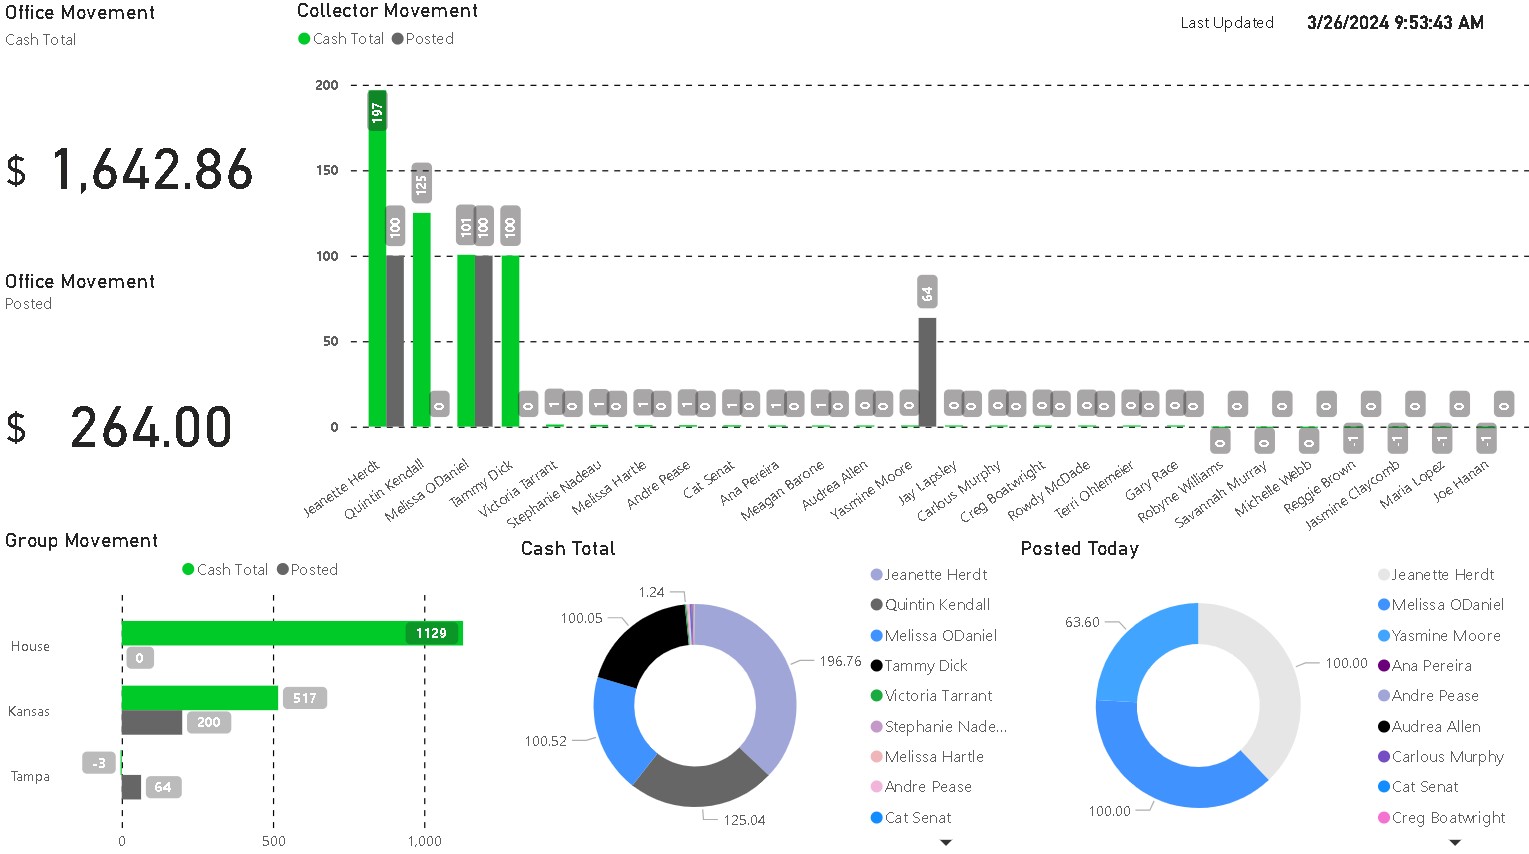 Office Movement
Cash Total
$ 1,642.86
Office Movement
Posted
$ 264.00
Collector Movement
Cash Total Posted
Last Updated 3/26/2024 9:53:43 AM
200
150
100
50
0
197 100 125 0 101 100 100 0 1 0 1 0 1 0 1 0 1 0 1 0 1 0 0 0 0 64 0 0 0 0 0 0 0 0 0 0 0 0 0 0 0 0 0 0 -1 0 -1 0 -1 0 -1 0
Jeanette Herdt
Quintin Kendall
Melissa ODaniel
Tammy Dick
Victoria Tarrant
Stephanie Nadeau
Melissa Hartle
Andre Pease
Cat Senat
Ana Pereira
Meagan Barone
Audrea Allen
Yasmine Moore
Jay Lapsley
Carlous Murphy
Creg Boatwright
Rowdy McDade
Terri Ohlemeier
Gary Race
Robyne Williams
Savannah Murray
Michelle Webb
Reggie Brown
Jasmine Claycomb
Maria Lopez
Joe Hanan
Group Movement
Cash Total Posted
House 1129
0
Kansas 517
200
Tampa -3
64
0 500 1,000
Cash Total
1.24
100.05
196.76
100.52
125.04
Jeanette Herdt
Quintin Kendall
Melissa ODaniel
Tammy Dick
Victoria Tarrant
Stephanie Nade...
Melissa Hartle
Andre Pease
Cat Senat
Posted Today
63.60
100.00
100.00
Jeanette Herdt
Melissa ODaniel
Yasmine Moore
Ana Pereira
Andre Pease
Audrea Allen
Carlous Murphy
Cat Senat
Creg Boatwright